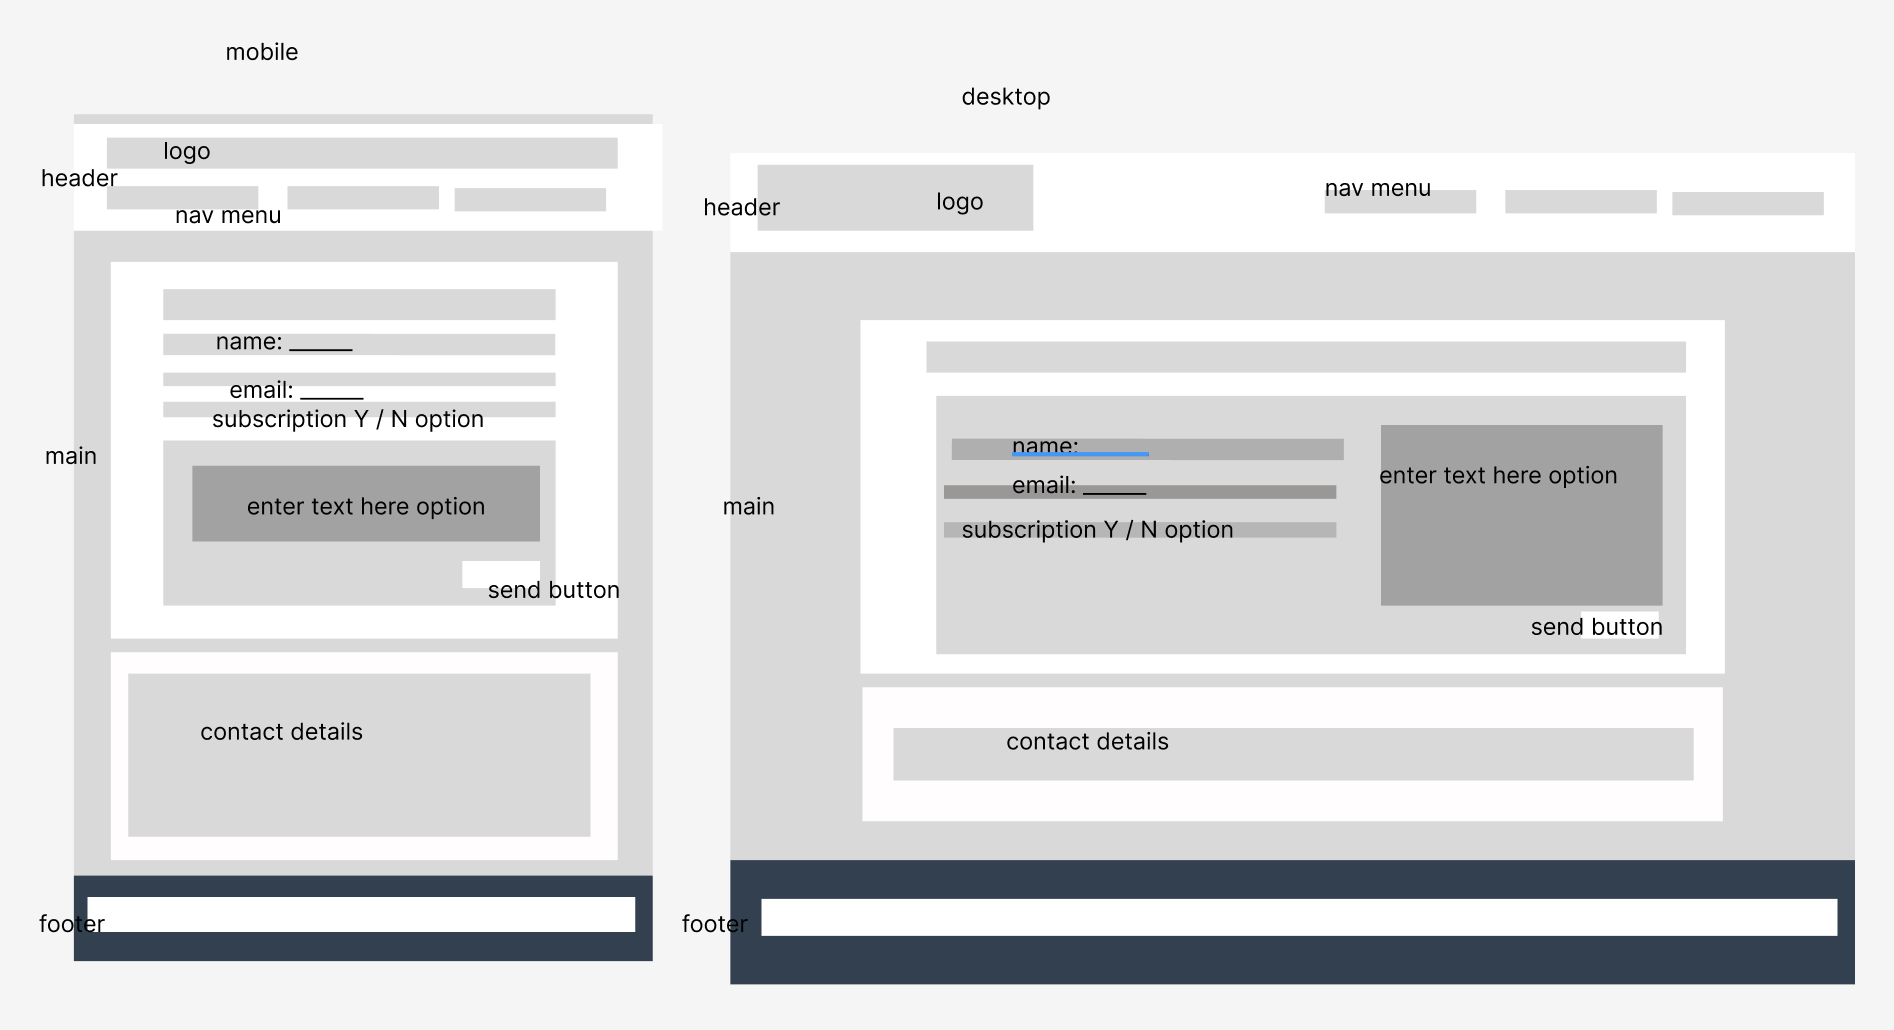 mobile
logo
header
nav menu
name: _____
email: _____
subscription Y / N option
main
enter text here option
send button
contact details
footer
desktop
header
logo
nav menu
name: _____
email: _____
subscription Y / N option
enter text here option
main
send button
contact details
footer